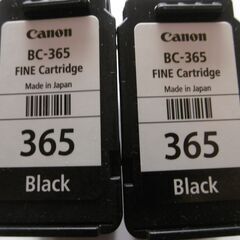 Canon
BC-365
FINE Cartridge
Made in Japan
365
Black
Canon
BC-365
FINE Cartridge
Made in Japan
365
Black